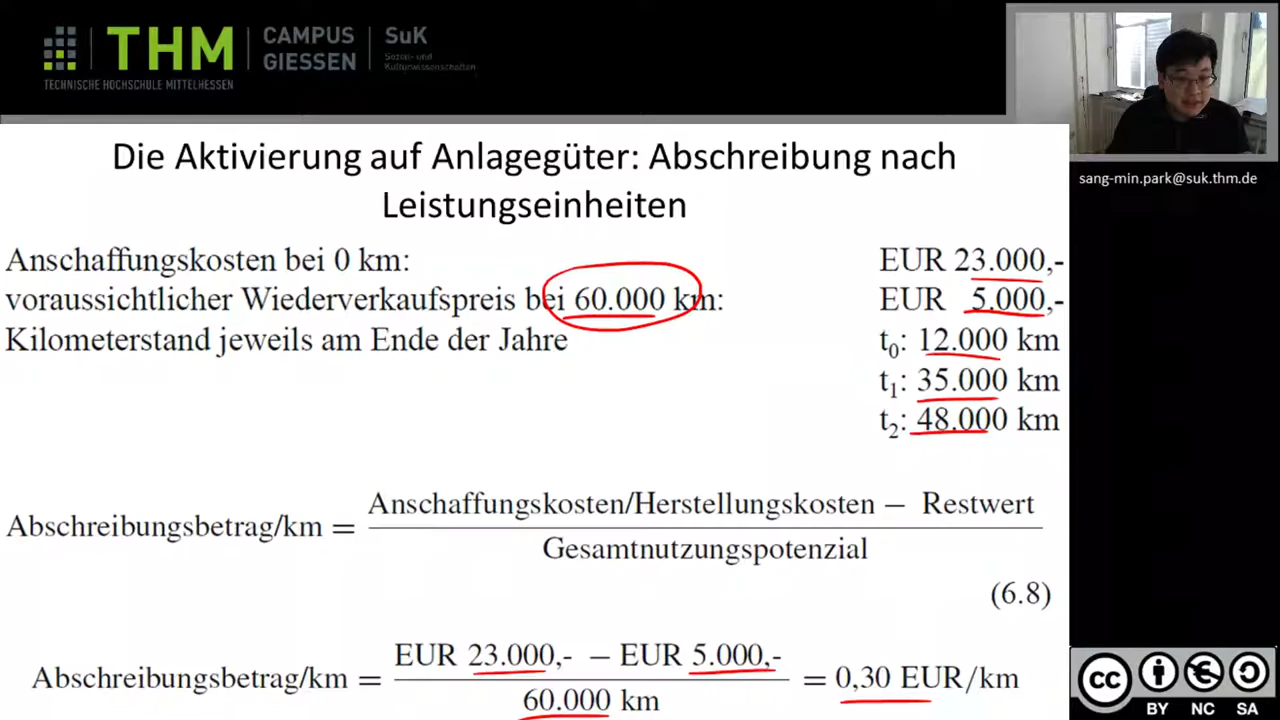 THM
CAMPUS
GIESSEN
SuK
Sozial- und
Kulturwissenschaften
TECHNISCHE HOCHSCHULE MITTELHESSEN
sang-min.park@suk.thm.de
Die Aktivierung auf Anlagegüter: Abschreibung nach
Leistungseinheiten
Anschaffungskosten bei 0 km: EUR 23.000,-
voraussichtlicher Wiederverkaufspreis bei 60.000 km: EUR 5.000,-
Kilometerstand jeweils am Ende der Jahre t₀: 12.000 km
t₁: 35.000 km
t₂: 48.000 km
Anschaffungskosten/Herstellungskosten − Restwert
Abschreibungsbetrag/km =
Gesamtnutzungspotenzial
(6.8)
EUR 23.000,- − EUR 5.000,-
Abschreibungsbetrag/km = = 0,30 EUR/km
60.000 km
cc
BY NC SA